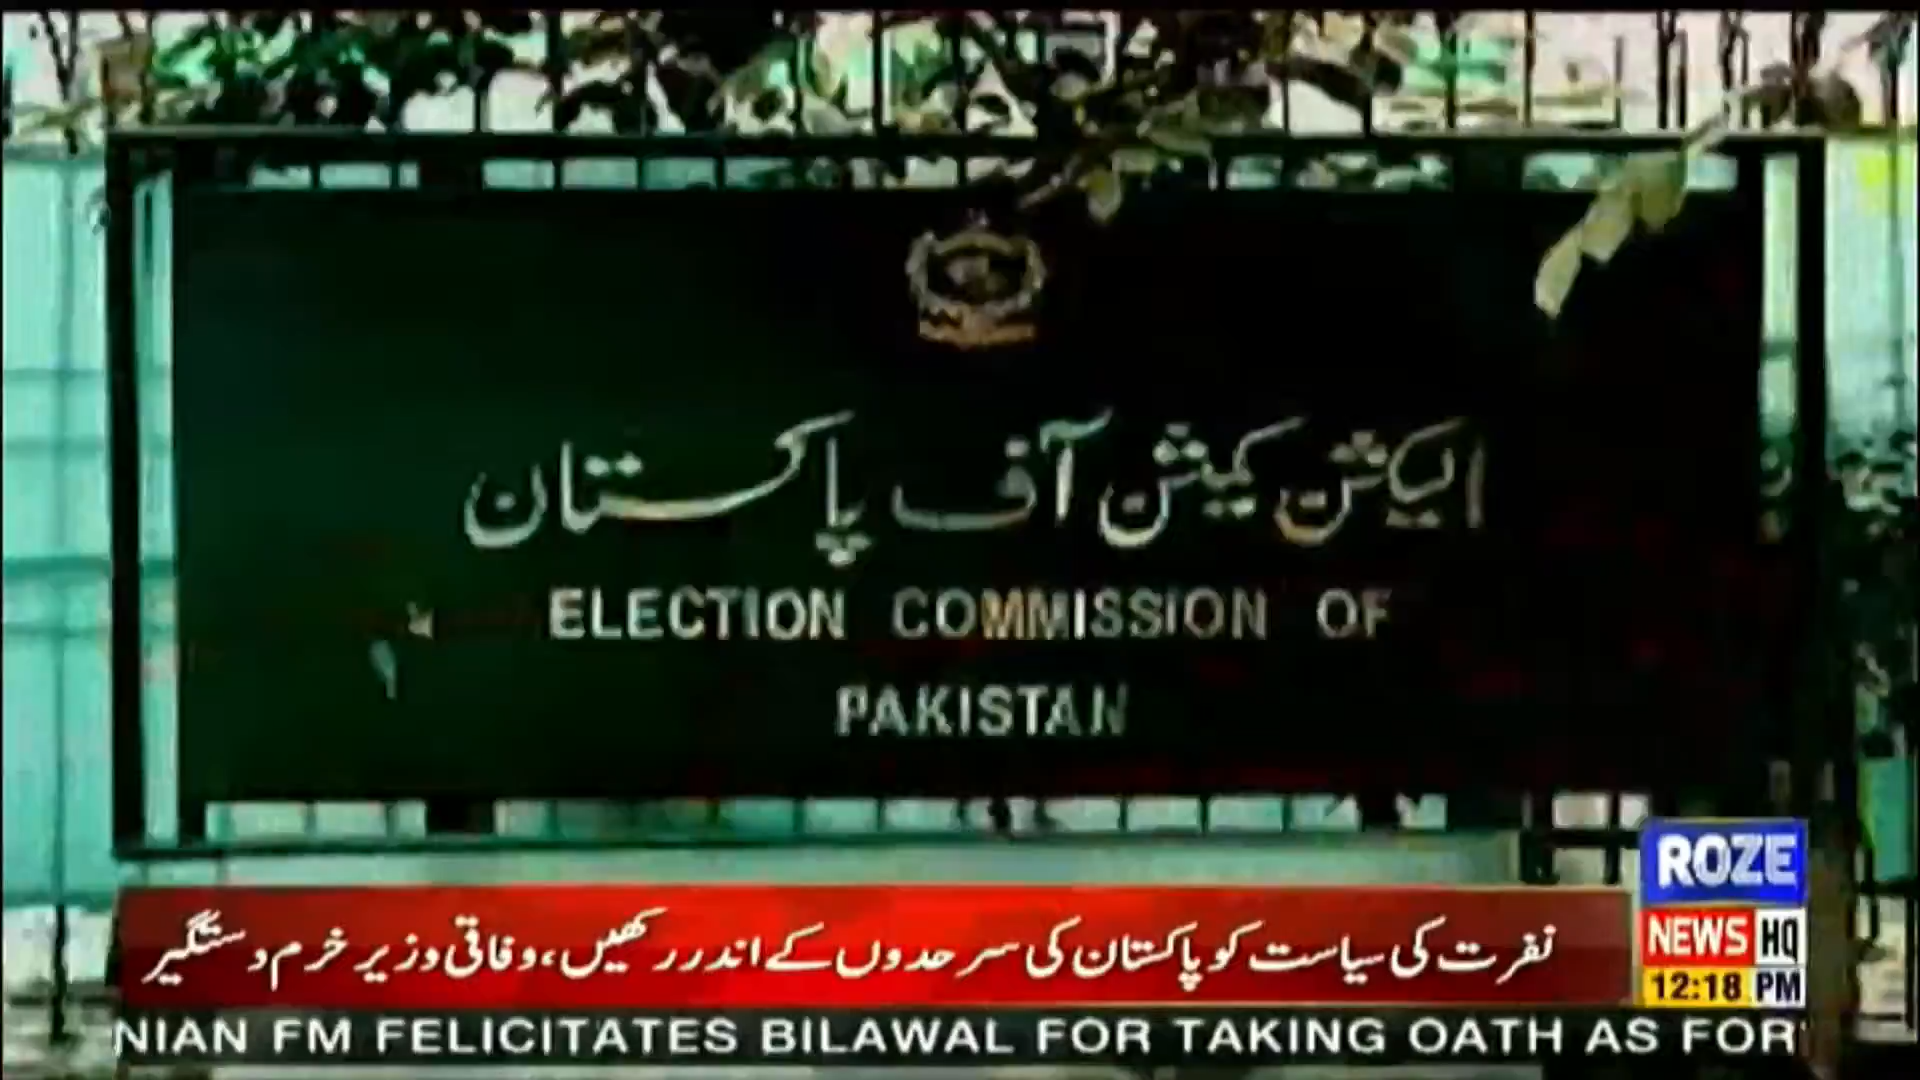 الیکشن کمیشن آف پاکستان
ELECTION COMMISSION OF
PAKISTAN
ROZE
NEWS HQ
12:18 PM
نفرت کی سیاست کو پاکستان کی سرحدوں کے اندر رکھیں، وفاقی وزیر خرم دستگیر
NIAN FM FELICITATES BILAWAL FOR TAKING OATH AS FOR